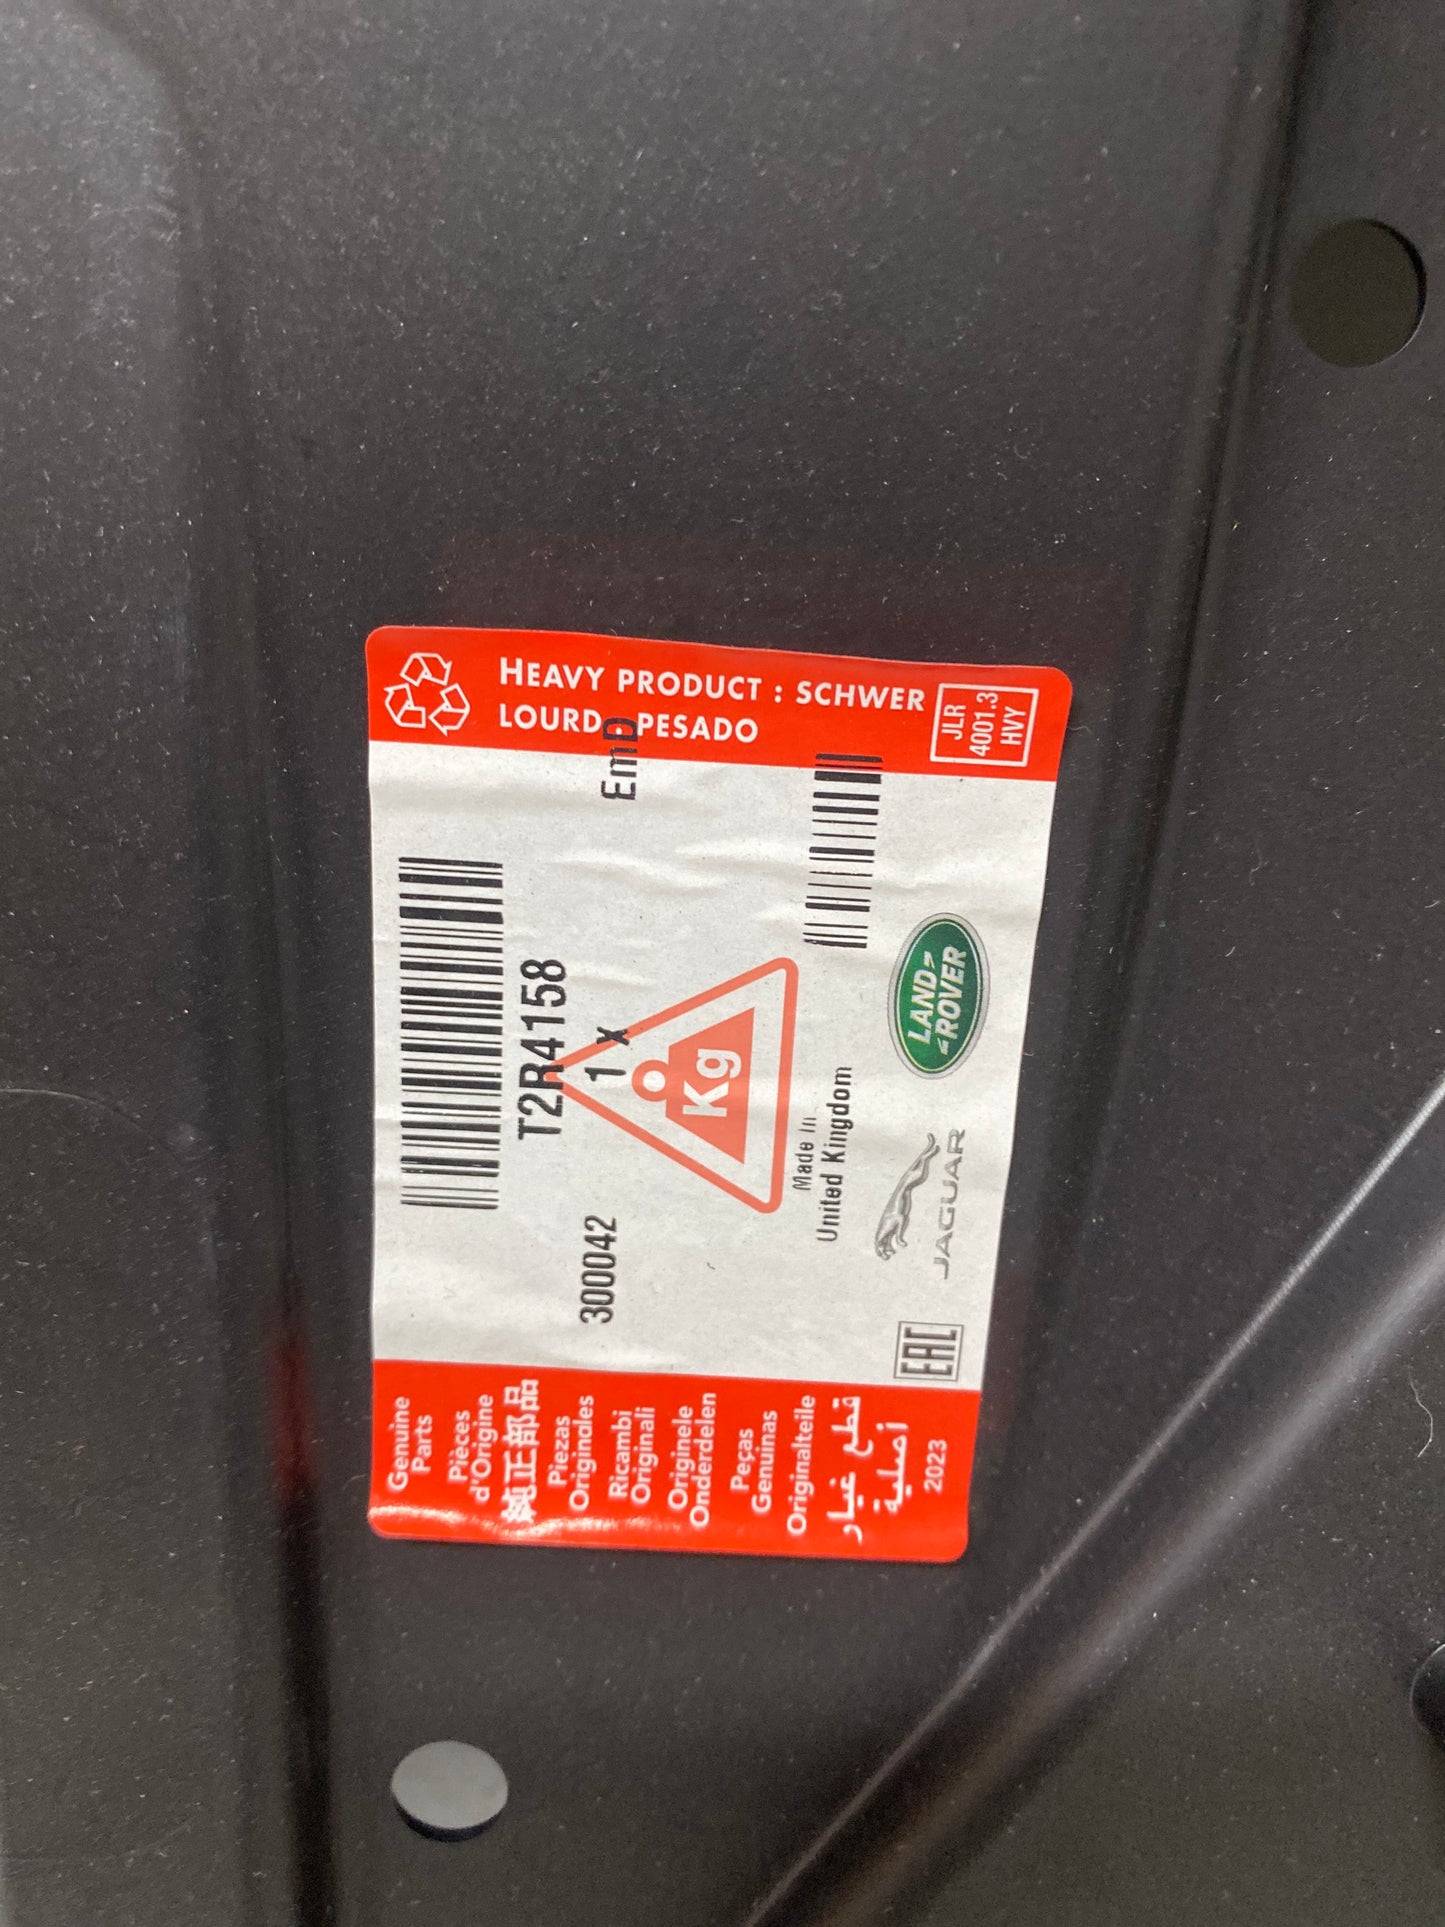 HEAVY PRODUCT : SCHWER
LOURD PESADO
JLR
4001.3
HVY
EmD
T2R4158
1 x
300042
Kg
Made In
United Kingdom
LAND
ROVER
JAGUAR
EAC
Genuine
Parts
Pièces
d'Origine
純正部品
Piezas
Originales
Ricambi
Originali
Originele
Onderdelen
Peças
Genuinas
Originalteile
قطع غيار
أصلية
2023